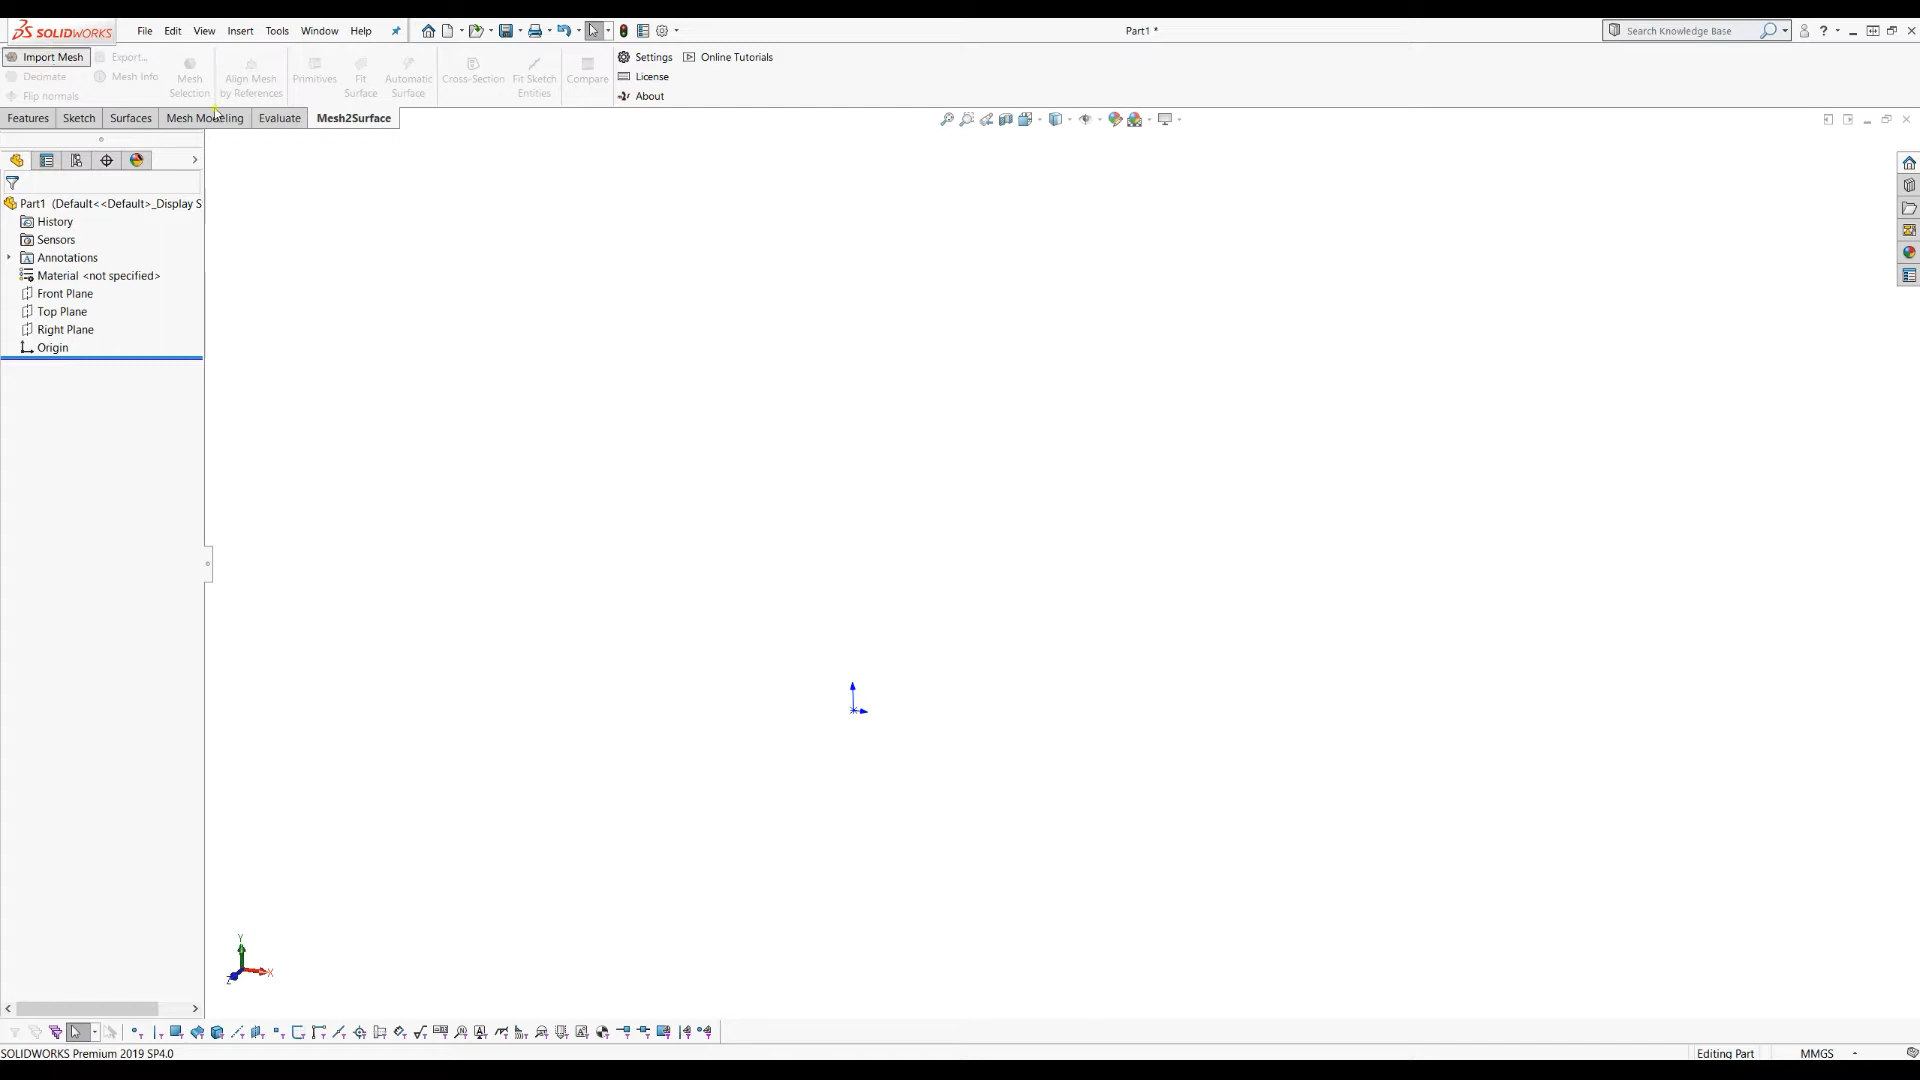 SOLIDWORKS File Edit View Insert Tools Window Help Part1 * Search Knowledge Base ?
Import Mesh Export... Settings Online Tutorials
Decimate Mesh Info License
Flip normals About
Mesh Selection
Align Mesh by References
Primitives
Fit Surface
Automatic Surface
Cross-Section
Fit Sketch Entities
Compare
Features Sketch Surfaces Mesh Modeling Evaluate Mesh2Surface
Part1 (Default<<Default>_Display S
History
Sensors
A Annotations
Material <not specified>
Front Plane
Top Plane
Right Plane
Origin
Y
X
Z
SOLIDWORKS Premium 2019 SP4.0 Editing Part MMGS